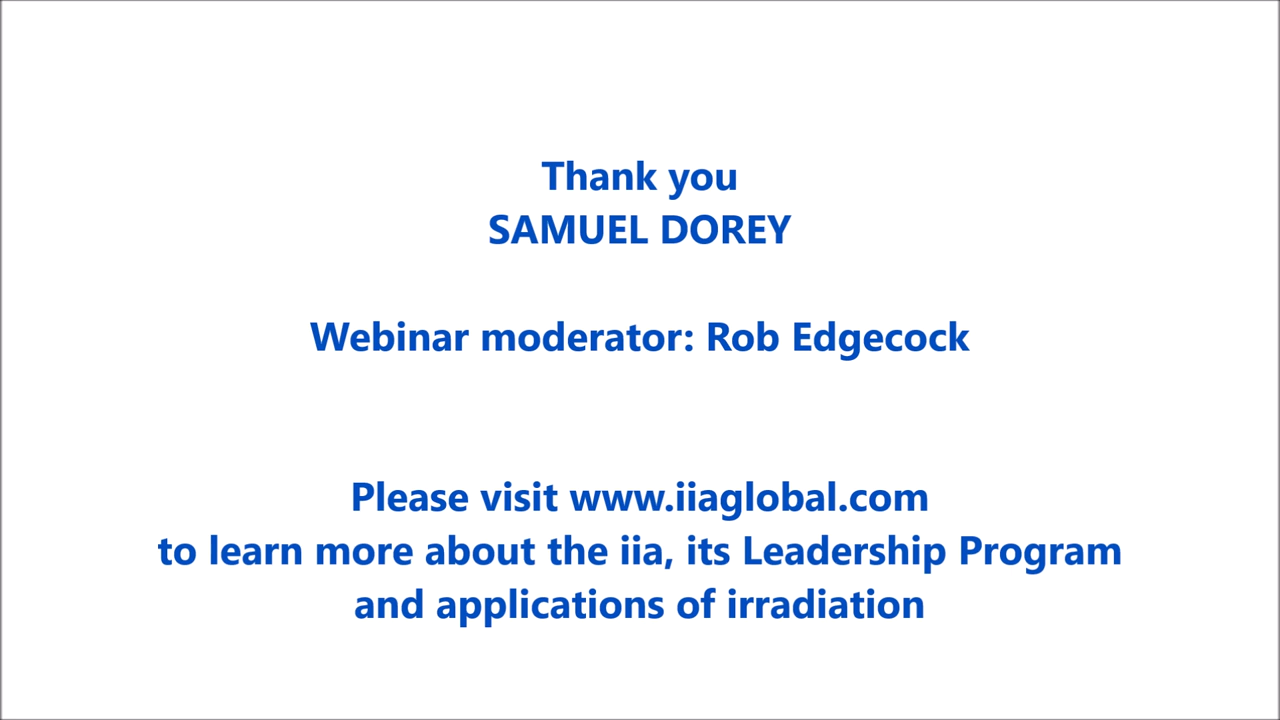 Thank you
SAMUEL DOREY
Webinar moderator: Rob Edgecock
Please visit www.iiaglobal.com
to learn more about the iia, its Leadership Program
and applications of irradiation